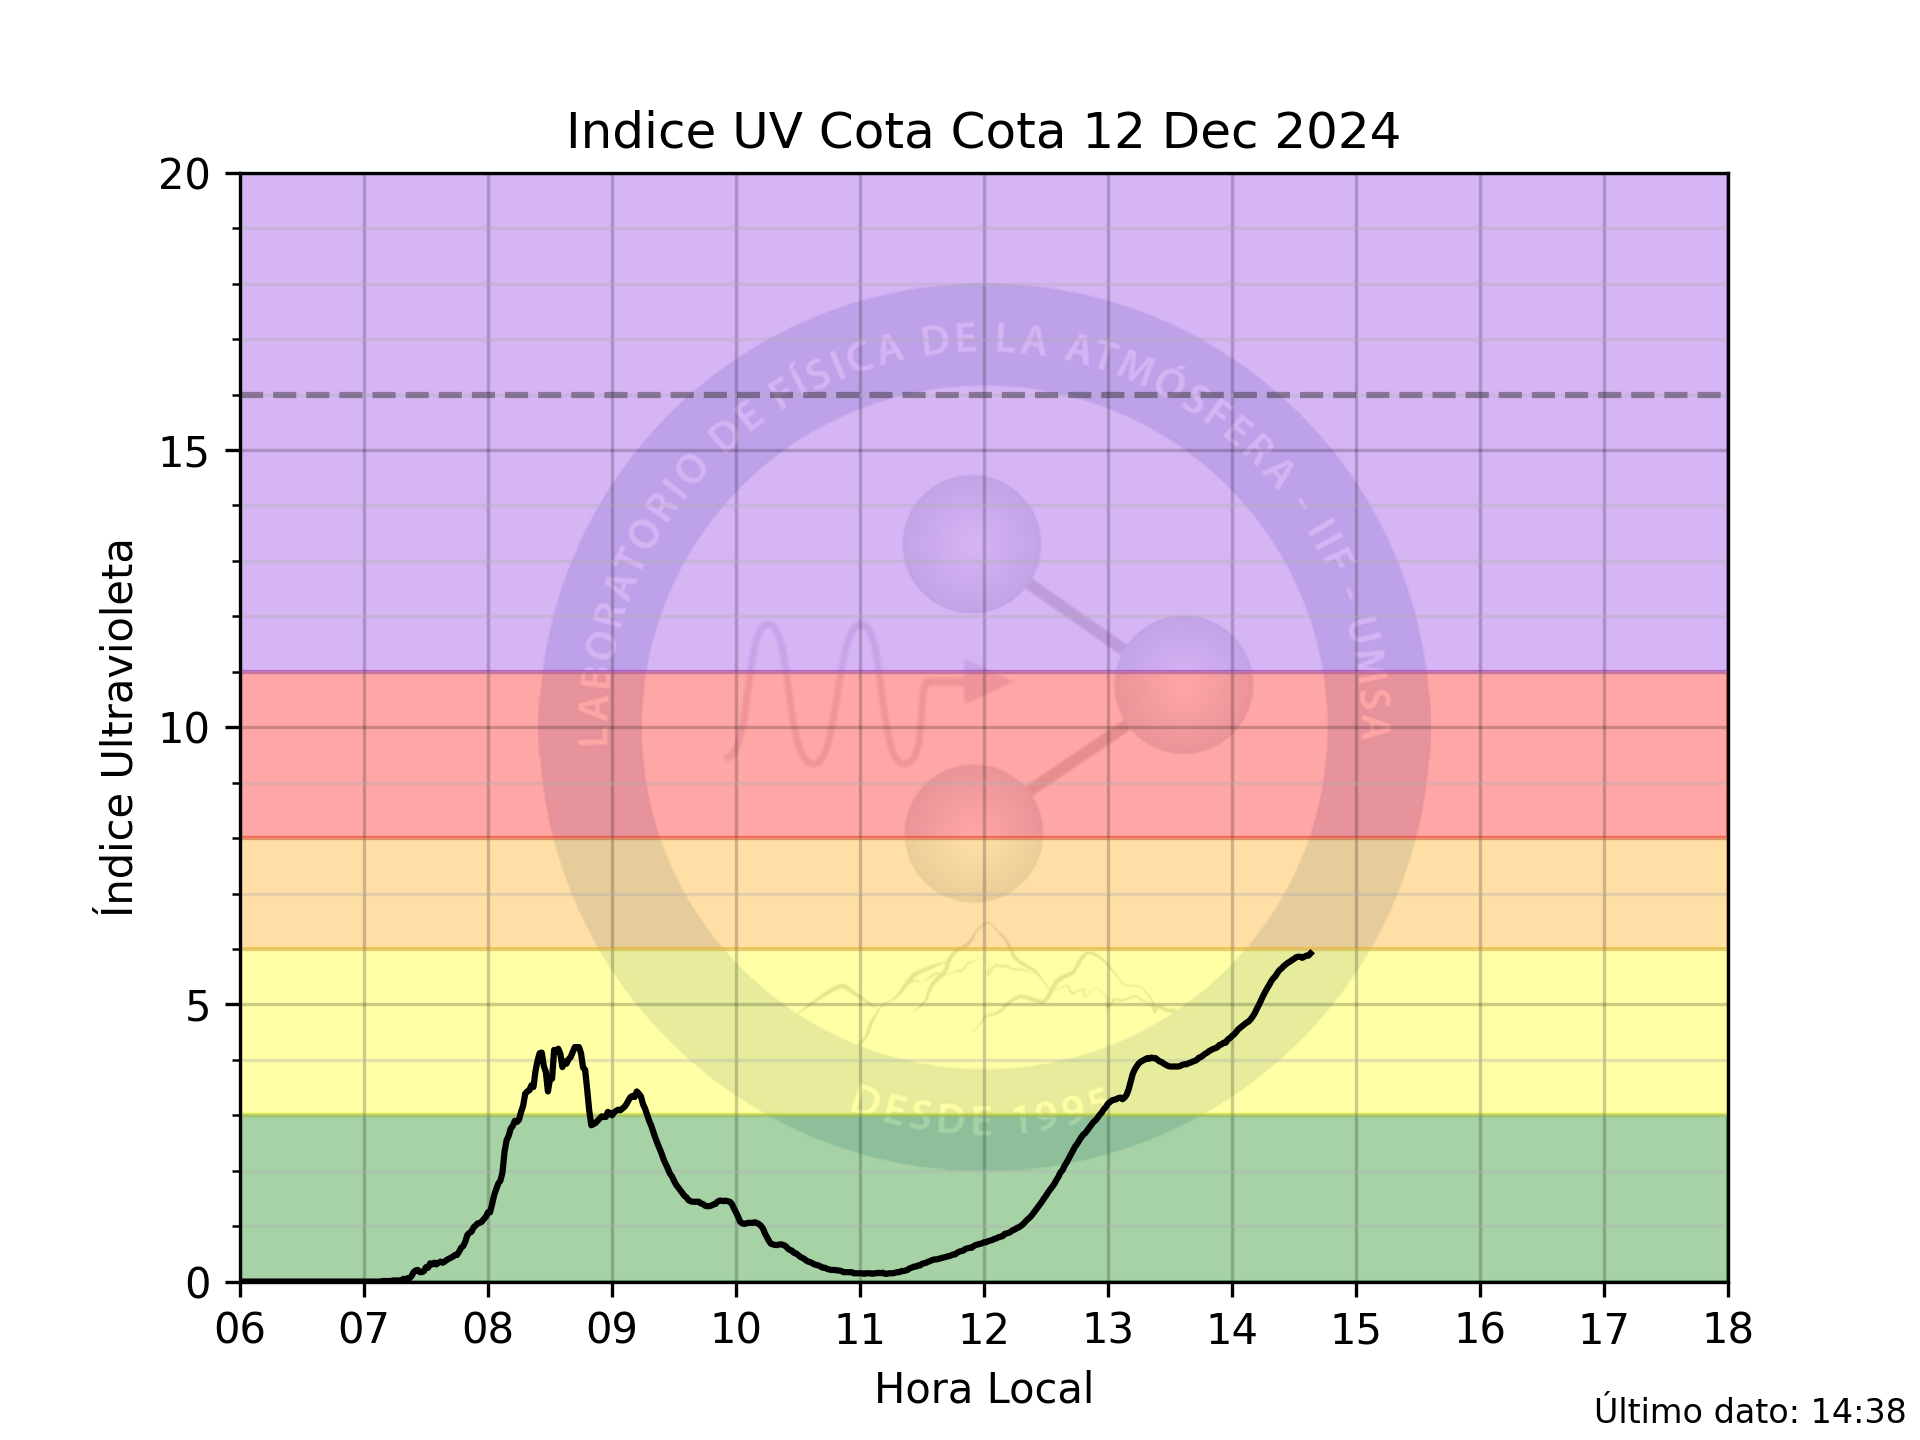 Indice UV Cota Cota 12 Dec 2024
20
15
10
5
0
Índice Ultravioleta
LABORATORIO DE FÍSICA DE LA ATMÓSFERA - IIF - UMSA
DESDE 1995
06 07 08 09 10 11 12 13 14 15 16 17 18
Hora Local
Último dato: 14:38